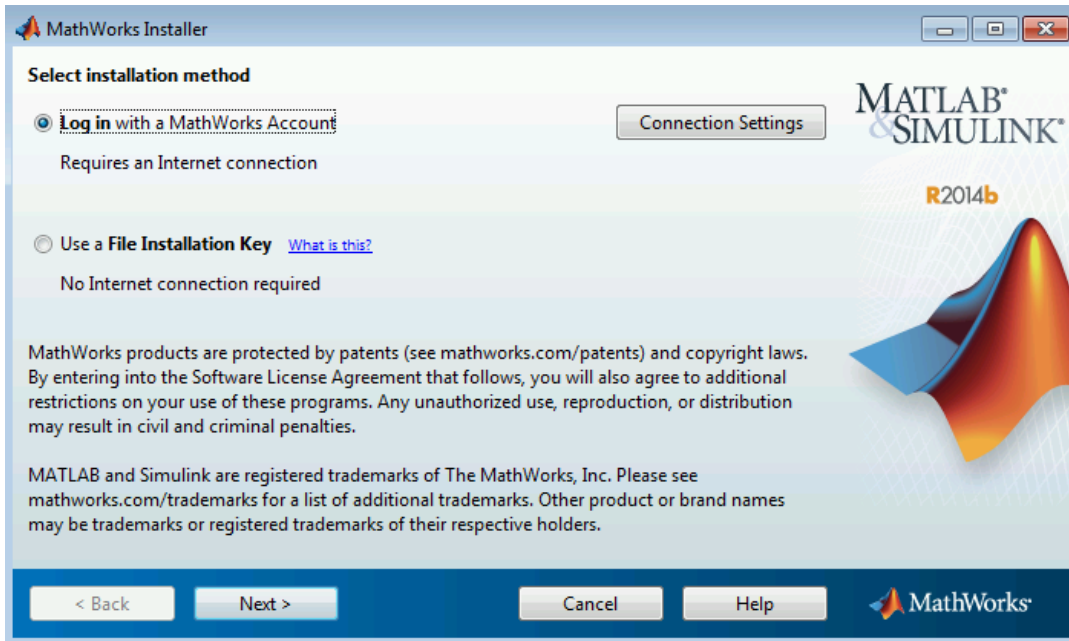 MathWorks Installer
Select installation method
Log in with a MathWorks Account
Connection Settings
Requires an Internet connection
Use a File Installation Key What is this?
No Internet connection required
MathWorks products are protected by patents (see mathworks.com/patents) and copyright laws.
By entering into the Software License Agreement that follows, you will also agree to additional
restrictions on your use of these programs. Any unauthorized use, reproduction, or distribution
may result in civil and criminal penalties.
MATLAB and Simulink are registered trademarks of The MathWorks, Inc. Please see
mathworks.com/trademarks for a list of additional trademarks. Other product or brand names
may be trademarks or registered trademarks of their respective holders.
MATLAB®
&SIMULINK®
R2014b
< Back
Next >
Cancel
Help
MathWorks®